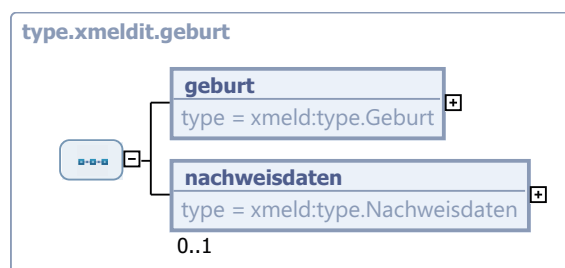 type.xmeldit.geburt
geburt
type = xmeld:type.Geburt
nachweisdaten
type = xmeld:type.Nachweisdaten
0..1